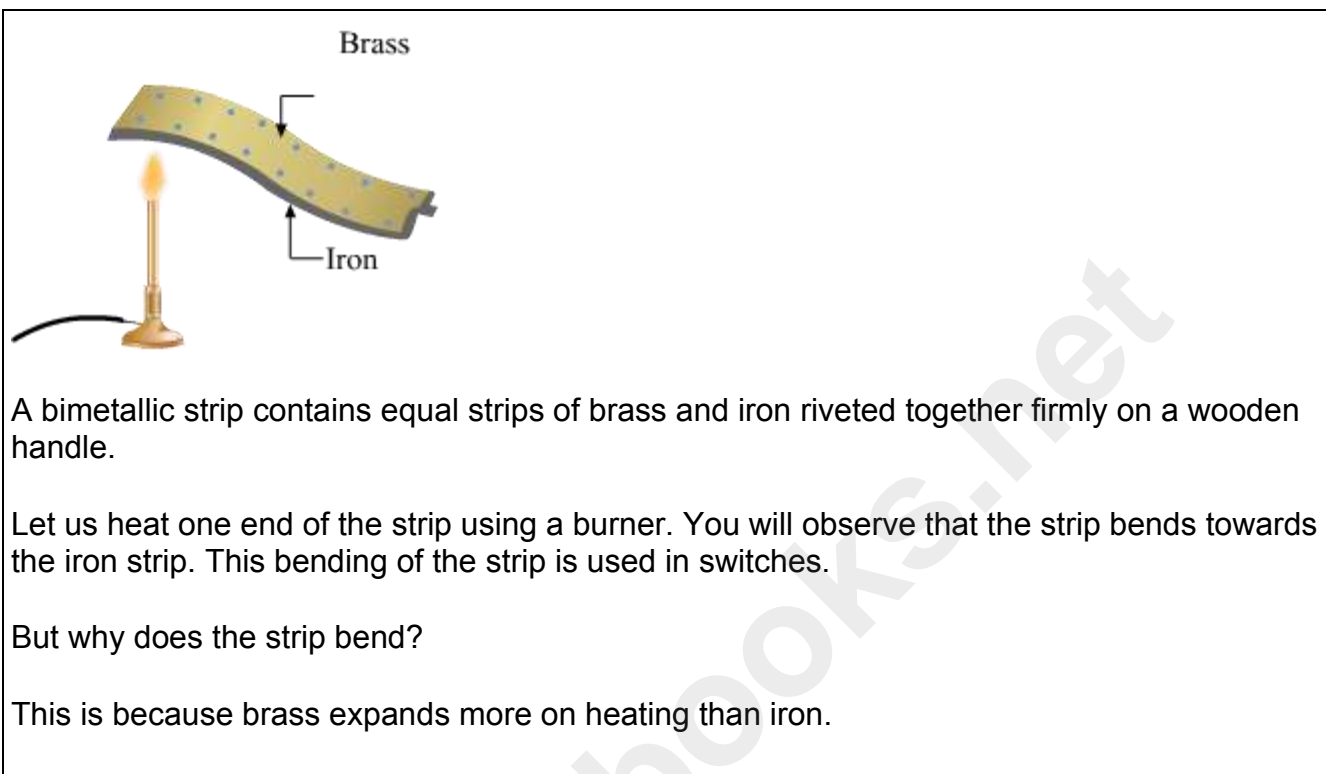 Brass
Iron
A bimetallic strip contains equal strips of brass and iron riveted together firmly on a wooden
handle.
Let us heat one end of the strip using a burner. You will observe that the strip bends towards
the iron strip. This bending of the strip is used in switches.
But why does the strip bend?
This is because brass expands more on heating than iron.
ooks.net